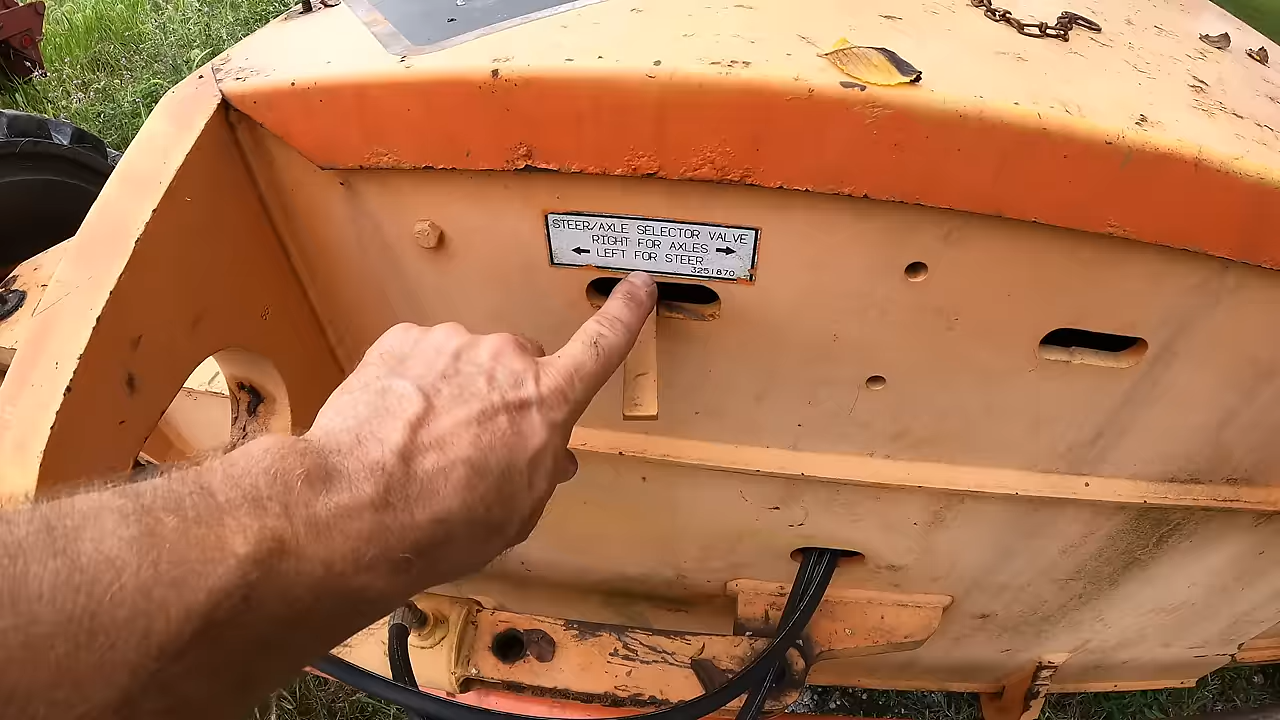 STEER/AXLE SELECTOR VALVE
RIGHT FOR AXLES →
← LEFT FOR STEER
3251870